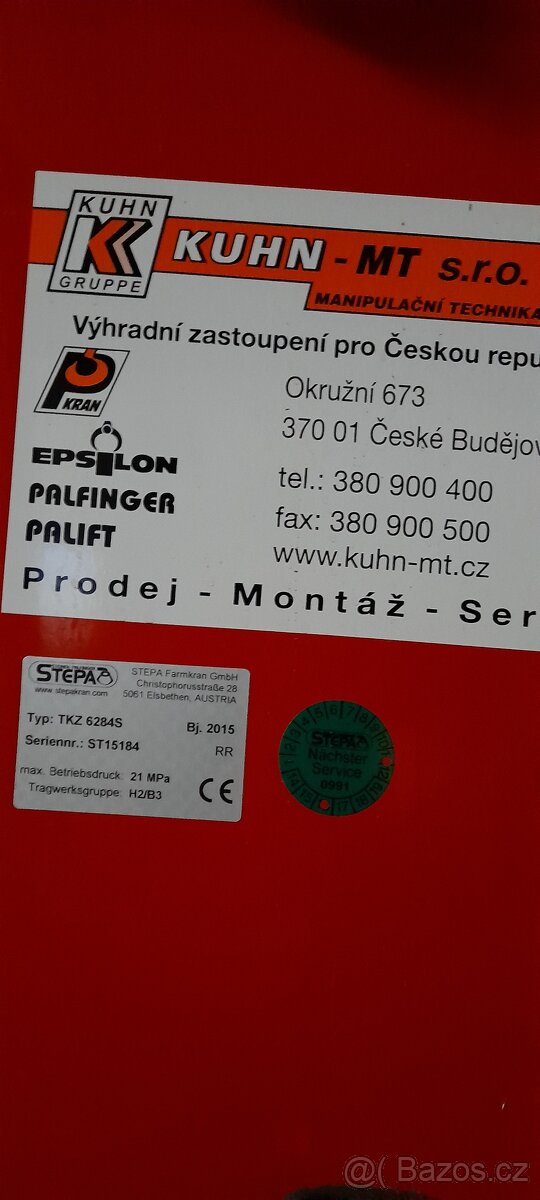 KUHN
GRUPPE
KUHN - MT s.r.o.
MANIPULAČNÍ TECHNIKA
Výhradní zastoupení pro Českou repu
KRAN
Okružní 673
370 01 České Budějov
EPSILON
tel.: 380 900 400
PALFINGER
fax: 380 900 500
PALIFT
www.kuhn-mt.cz
Prodej - Montáž - Ser
STEPA
www.stepakran.com
STEPA Farmkran GmbH
Christophorusstraße 28
5061 Elsbethen, AUSTRIA
Typ: TKZ 6284S
Bj. 2015
Seriennr.: ST15184
RR
max. Betriebsdruck: 21 MPa
Tragwerksgruppe: H2/B3
CE
STEPA
Nächster
Service
0991
@( Bazos.cz